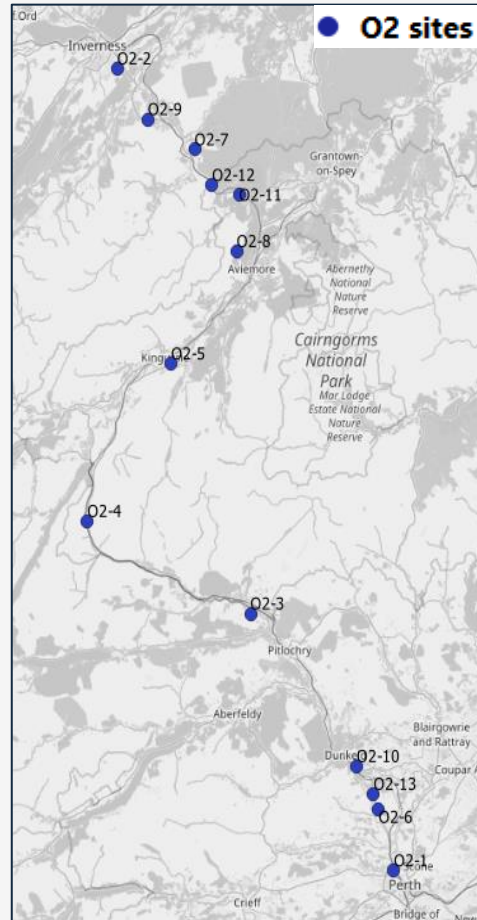 O2 sites
f Ord
Inverness
O2-2
O2-9
O2-7
Grantown-
on-Spey
O2-12
O2-11
O2-8
Aviemore
Abernethy
National
Nature
Reserve
Cairngorms
National
Park
Mar Lodge
Estate National
Nature
Reserve
O2-5
O2-4
O2-3
Pitlochry
Aberfeldy
Blairgowrie
and Rattray
O2-10
Coupar A
O2-13
O2-6
O2-1
Scone
Perth
Crieff
Bridge of